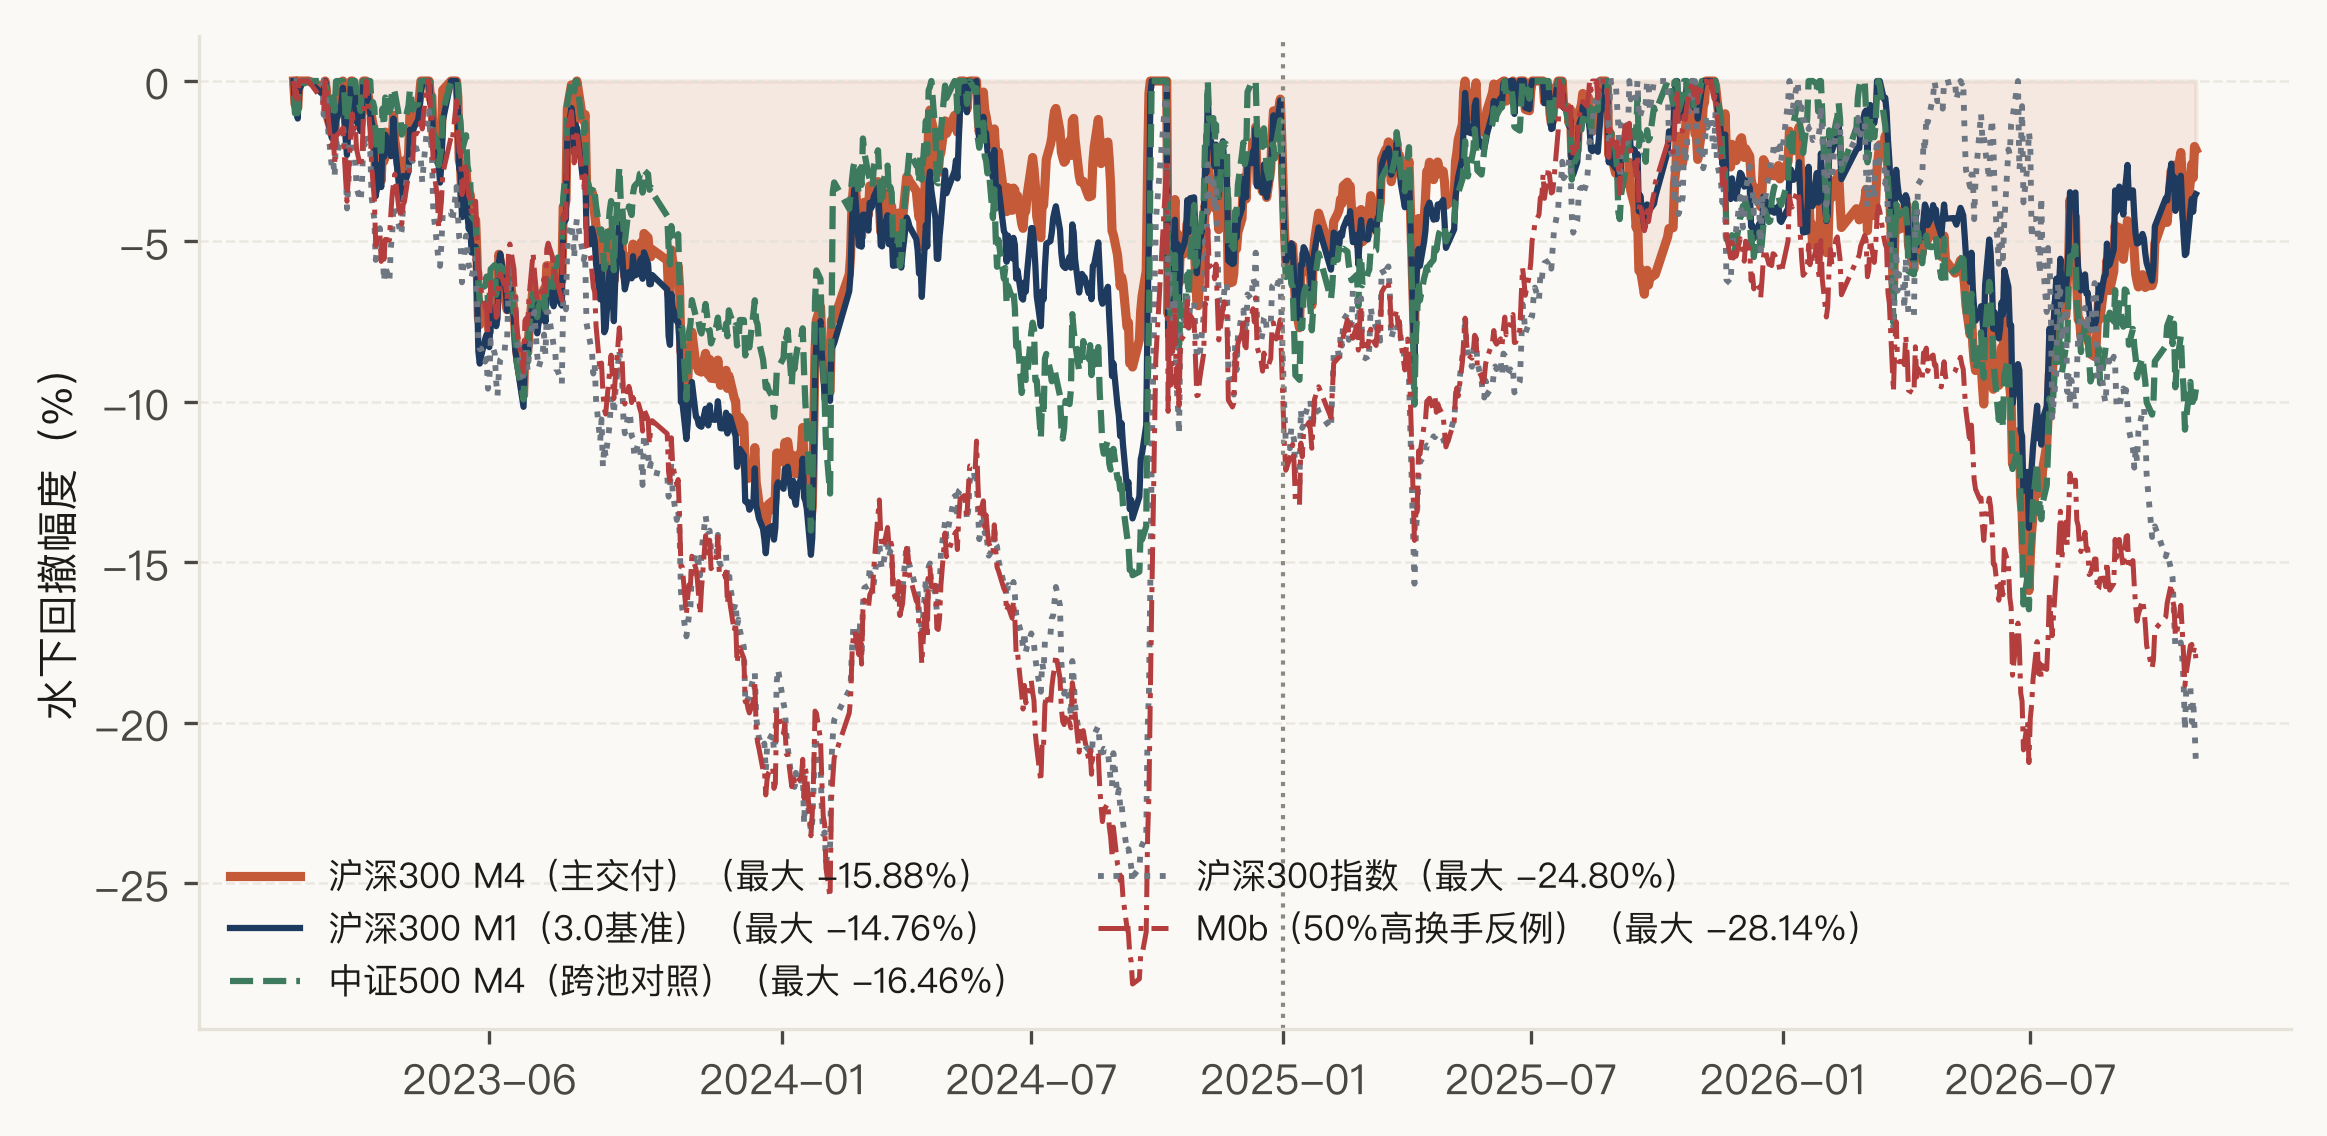 水下回撤幅度（%）
0
−5
−10
−15
−20
−25
沪深300 M4（主交付）（最大 −15.88%）
沪深300 M1（3.0基准）（最大 −14.76%）
中证500 M4（跨池对照）（最大 −16.46%）
沪深300指数（最大 −24.80%）
M0b（50%高换手反例）（最大 −28.14%）
2023−06
2024−01
2024−07
2025−01
2025−07
2026−01
2026−07